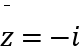 z̄ = −i